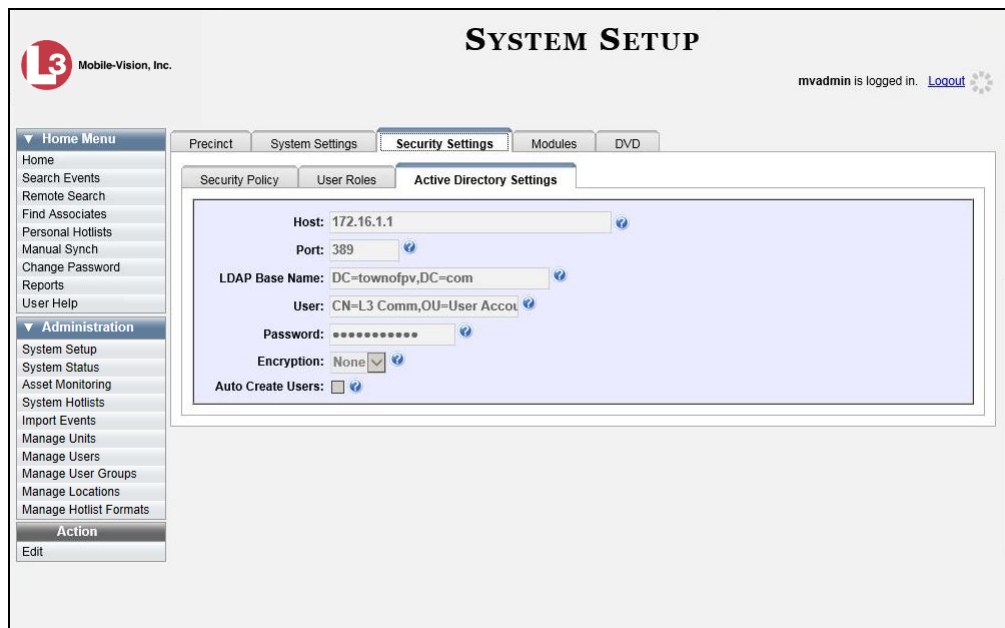 SYSTEM SETUP
L3 Mobile-Vision, Inc.
mvadmin is logged in. Logout
▼ Home Menu
Home
Search Events
Remote Search
Find Associates
Personal Hotlists
Manual Synch
Change Password
Reports
User Help
▼ Administration
System Setup
System Status
Asset Monitoring
System Hotlists
Import Events
Manage Units
Manage Users
Manage User Groups
Manage Locations
Manage Hotlist Formats
Action
Edit
Precinct System Settings Security Settings Modules DVD
Security Policy User Roles Active Directory Settings
Host: 172.16.1.1
Port: 389
LDAP Base Name: DC=townofpv,DC=com
User: CN=L3 Comm,OU=User Accou
Password: •••••••••••
Encryption: None
Auto Create Users: